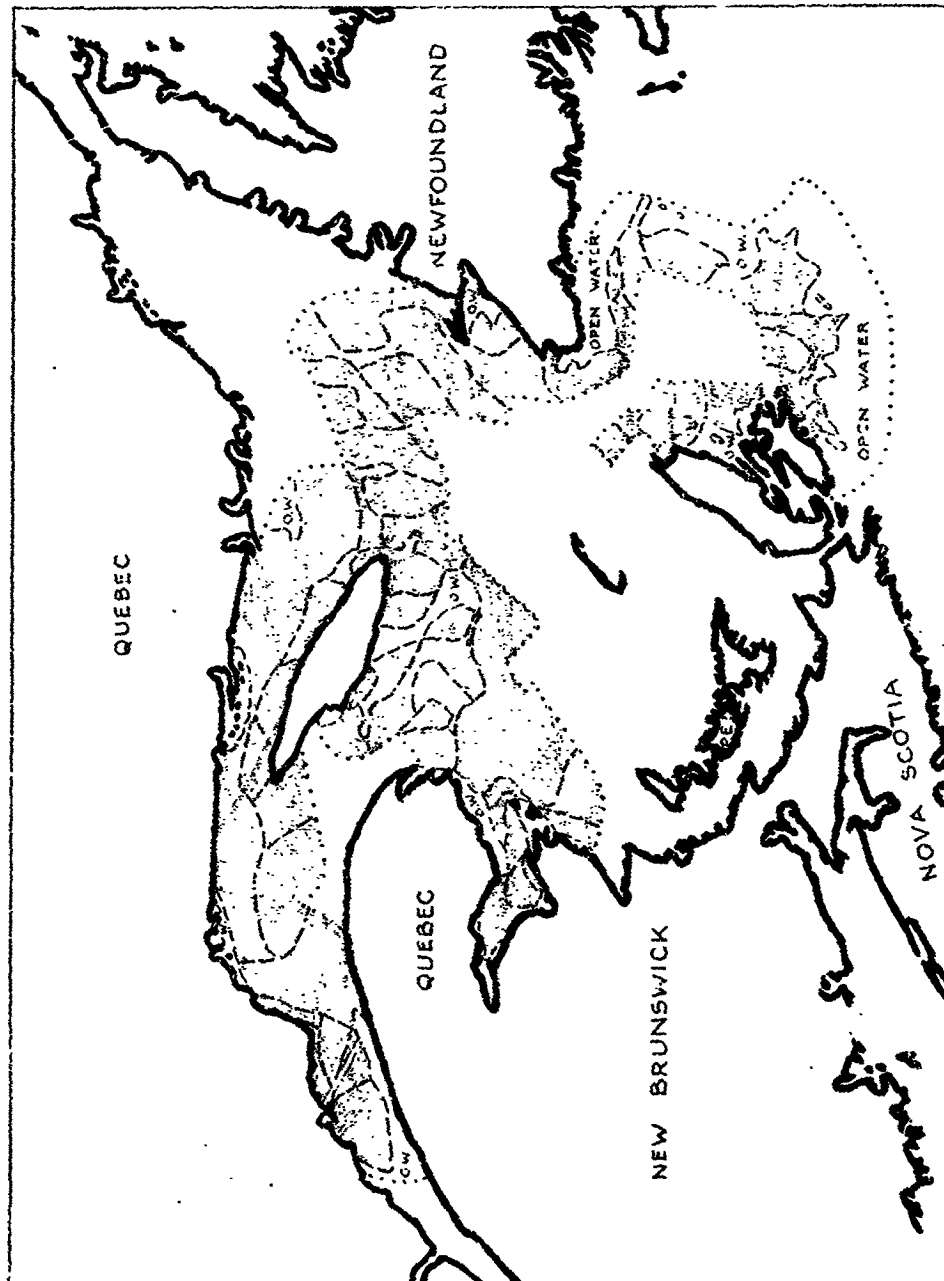 NEWFOUNDLAND
OPEN WATER
OPEN WATER
O.W.
O.W.
O.W.
O.W.
O.W.
QUEBEC
QUEBEC
NEW BRUNSWICK
NOVA SCOTIA